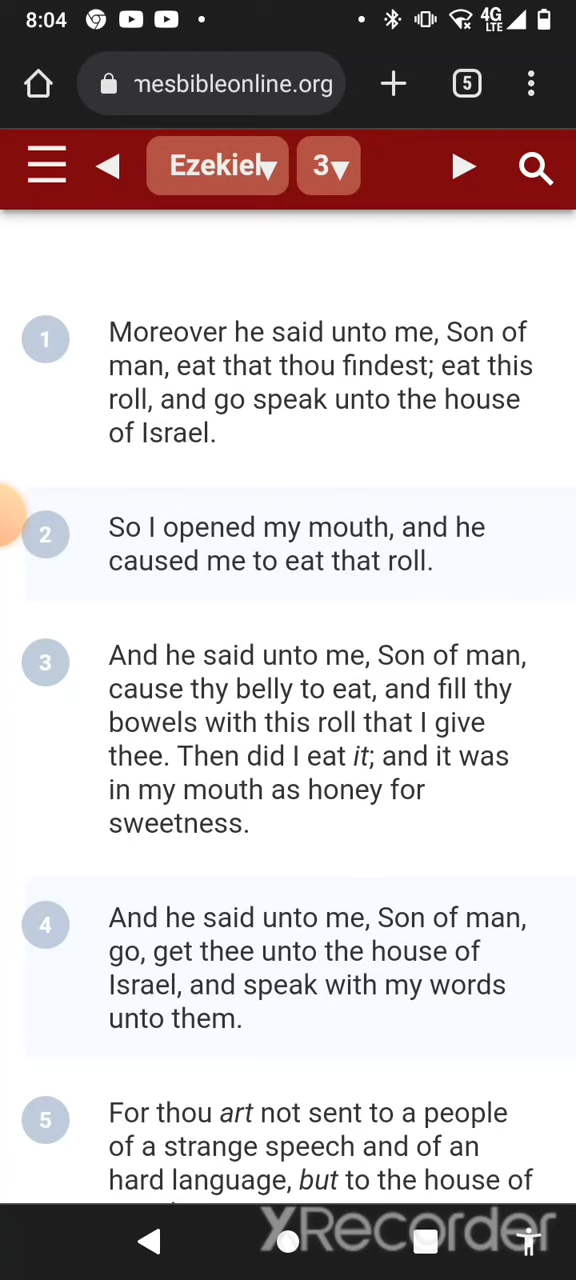 8:04
4G
LTE
mesbibleonline.org
5
Ezekiel
3
1
Moreover he said unto me, Son of
man, eat that thou findest; eat this
roll, and go speak unto the house
of Israel.
2
So I opened my mouth, and he
caused me to eat that roll.
3
And he said unto me, Son of man,
cause thy belly to eat, and fill thy
bowels with this roll that I give
thee. Then did I eat it; and it was
in my mouth as honey for
sweetness.
4
And he said unto me, Son of man,
go, get thee unto the house of
Israel, and speak with my words
unto them.
5
For thou art not sent to a people
of a strange speech and of an
hard language, but to the house of
XRecorder